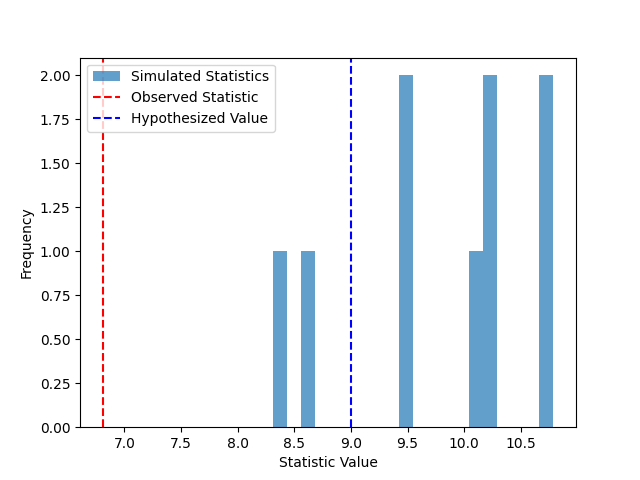 2.00
1.75
1.50
1.25
1.00
0.75
0.50
0.25
0.00
Frequency
Simulated Statistics
Observed Statistic
Hypothesized Value
7.0 7.5 8.0 8.5 9.0 9.5 10.0 10.5
Statistic Value